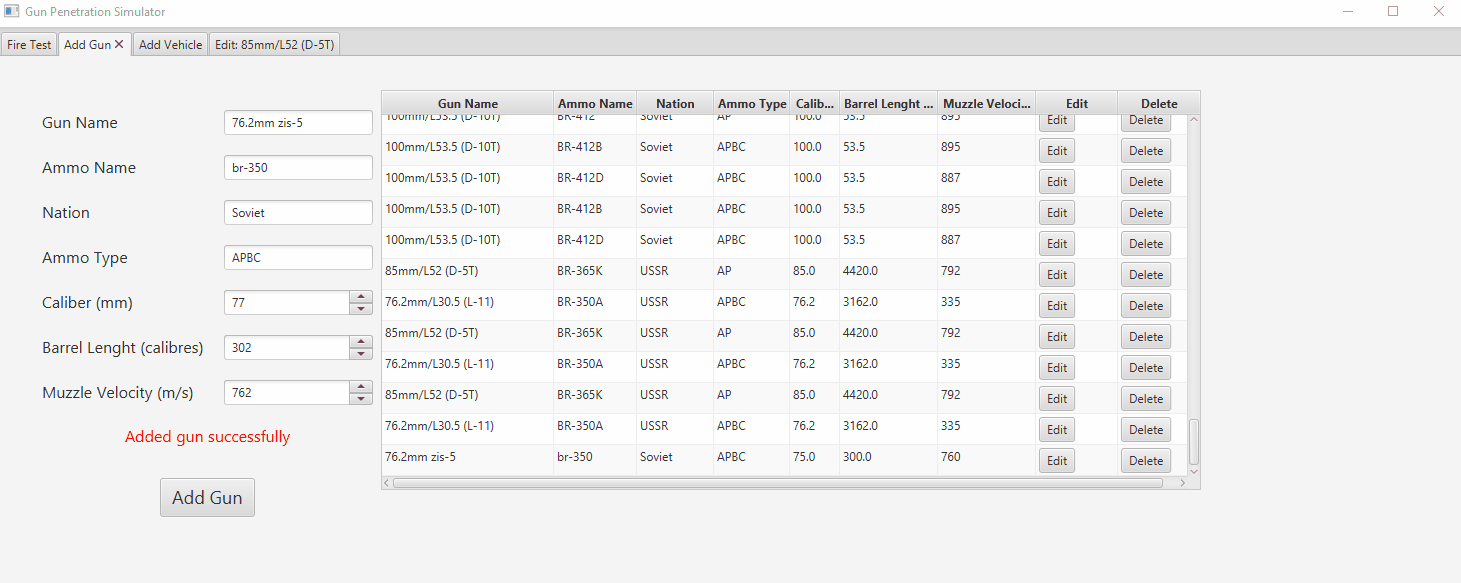 Gun Penetration Simulator
Fire Test Add Gun Add Vehicle Edit: 85mm/L52 (D-5T)
Gun Name 76.2mm zis-5
Ammo Name br-350
Nation Soviet
Ammo Type APBC
Caliber (mm) 77
Barrel Lenght (calibres) 302
Muzzle Velocity (m/s) 762
Added gun successfully
Add Gun
Gun Name Ammo Name Nation Ammo Type Calib... Barrel Lenght ... Muzzle Veloci... Edit Delete
100mm/L53.5 (D-10T) BR-412 Soviet AP 100.0 53.5 895 Edit Delete
100mm/L53.5 (D-10T) BR-412B Soviet APBC 100.0 53.5 895 Edit Delete
100mm/L53.5 (D-10T) BR-412D Soviet APBC 100.0 53.5 887 Edit Delete
100mm/L53.5 (D-10T) BR-412B Soviet APBC 100.0 53.5 895 Edit Delete
100mm/L53.5 (D-10T) BR-412D Soviet APBC 100.0 53.5 887 Edit Delete
85mm/L52 (D-5T) BR-365K USSR AP 85.0 4420.0 792 Edit Delete
76.2mm/L30.5 (L-11) BR-350A USSR APBC 76.2 3162.0 335 Edit Delete
85mm/L52 (D-5T) BR-365K USSR AP 85.0 4420.0 792 Edit Delete
76.2mm/L30.5 (L-11) BR-350A USSR APBC 76.2 3162.0 335 Edit Delete
85mm/L52 (D-5T) BR-365K USSR AP 85.0 4420.0 792 Edit Delete
76.2mm/L30.5 (L-11) BR-350A USSR APBC 76.2 3162.0 335 Edit Delete
76.2mm zis-5 br-350 Soviet APBC 75.0 300.0 760 Edit Delete